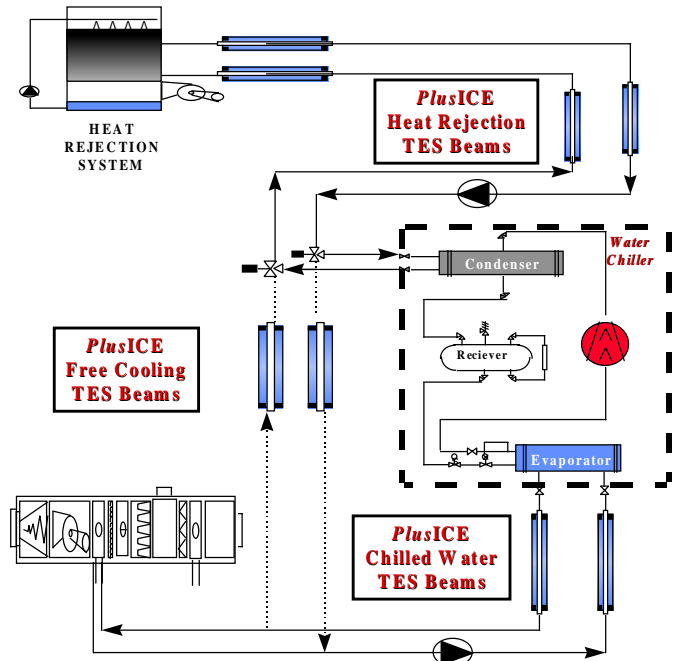 HEAT
REJECTION
SYSTEM
PlusICE
Heat Rejection
TES Beams
Water
Chiller
Condenser
PlusICE
Free Cooling
TES Beams
Reciever
Evaporator
PlusICE
Chilled Water
TES Beams